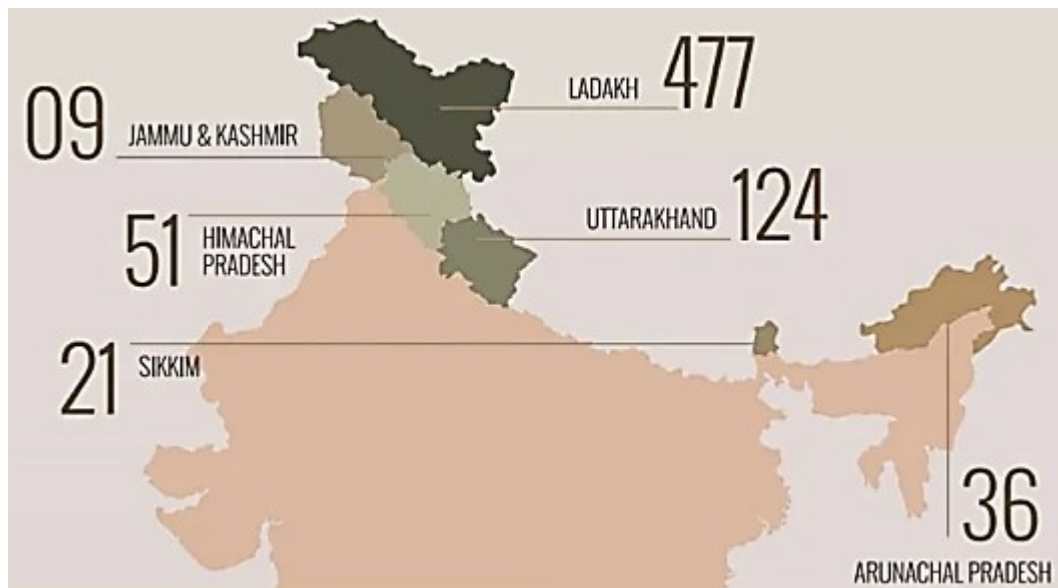 LADAKH 477
09 JAMMU & KASHMIR
UTTARAKHAND 124
51 HIMACHAL
PRADESH
21 SIKKIM
36
ARUNACHAL PRADESH